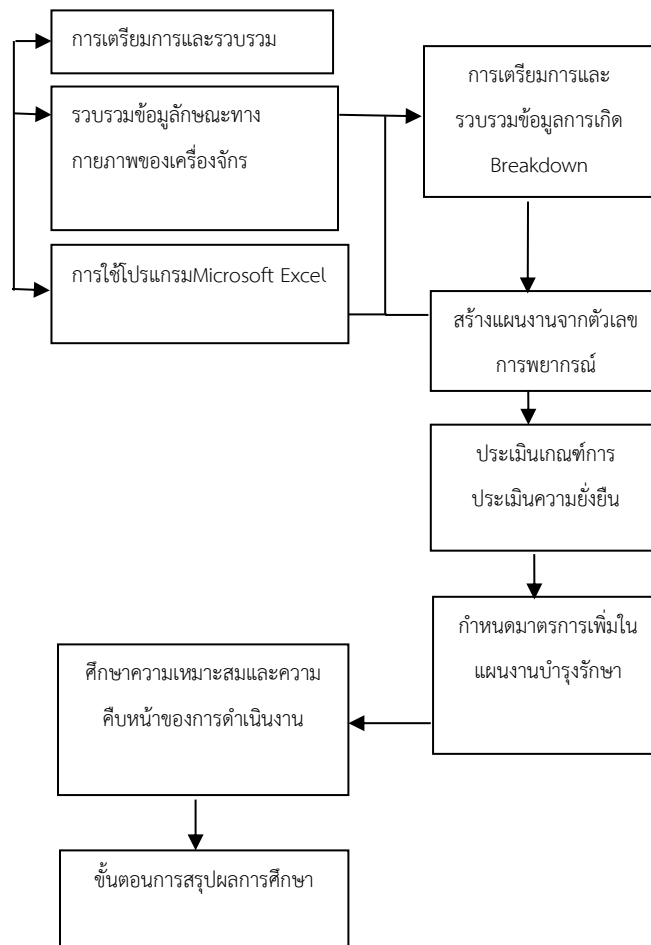 การเตรียมการและรวบรวม
รวบรวมข้อมูลักษณะทาง
กายภาพของเครื่องจักร
การใช้โปรแกรมMicrosoft Excel
การเตรียมการและ
รวบรวมข้อมูลการเกิด
Breakdown
สร้างแผนงานจากตัวเลข
การพยากรณ์
ประเมินเกณฑ์การ
ประเมินความยั่งยืน
กำหนดมาตรการเพิ่มใน
แผนงานบำรุงรักษา
ศึกษาความเหมาะสมและความ
คืบหน้าของการดำเนินงาน
ขั้นตอนการสรุปผลการศึกษา